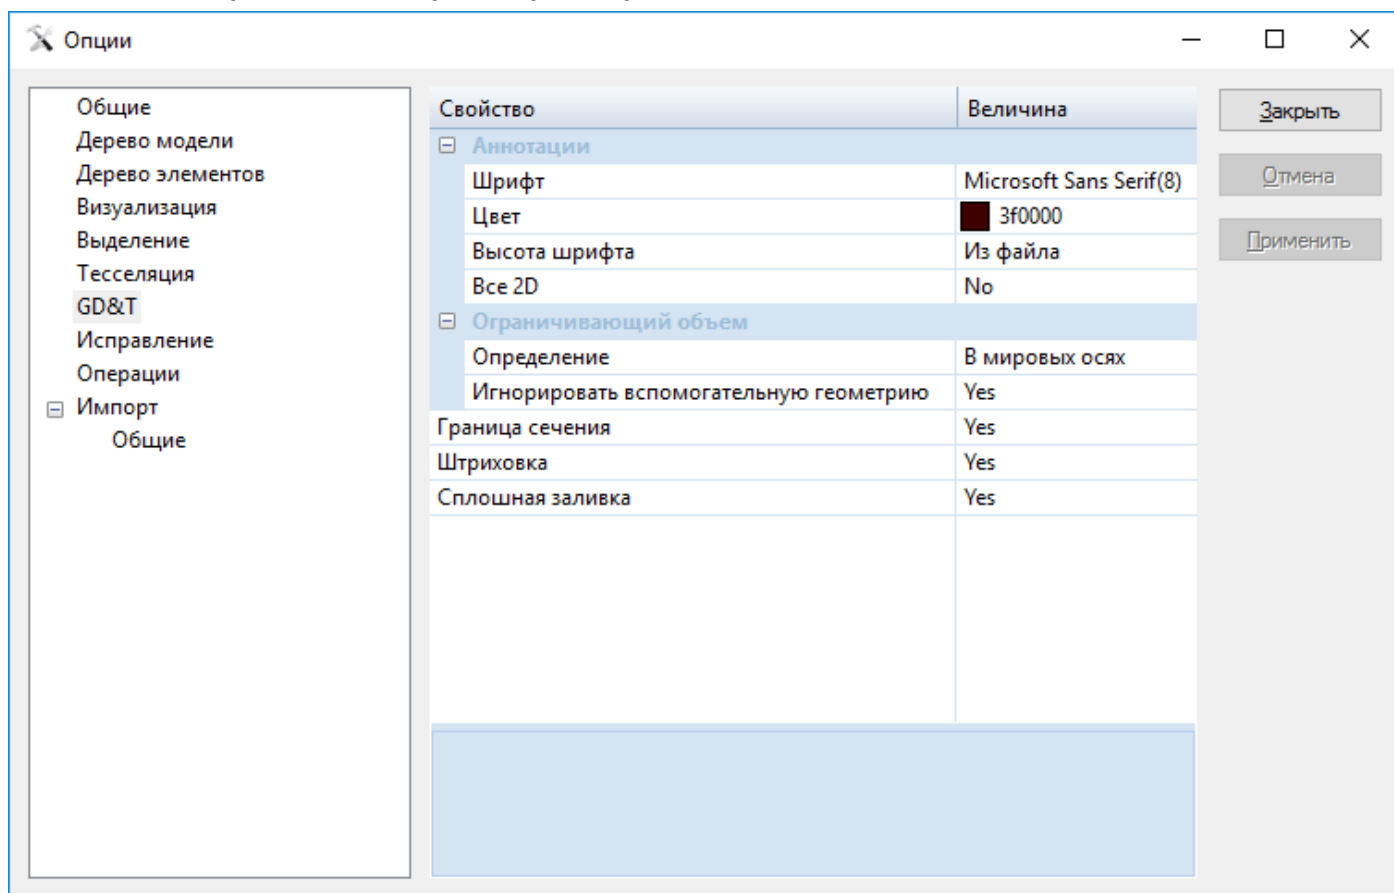 Опции
Общие
Дерево модели
Дерево элементов
Визуализация
Выделение
Тесселяция
GD&T
Исправление
Операции
Импорт
Общие
Свойство Величина
Аннотации
Шрифт Microsoft Sans Serif(8)
Цвет 3f0000
Высота шрифта Из файла
Все 2D No
Ограничивающий объем
Определение В мировых осях
Игнорировать вспомогательную геометрию Yes
Граница сечения Yes
Штриховка Yes
Сплошная заливка Yes
Закрыть
Отмена
Применить